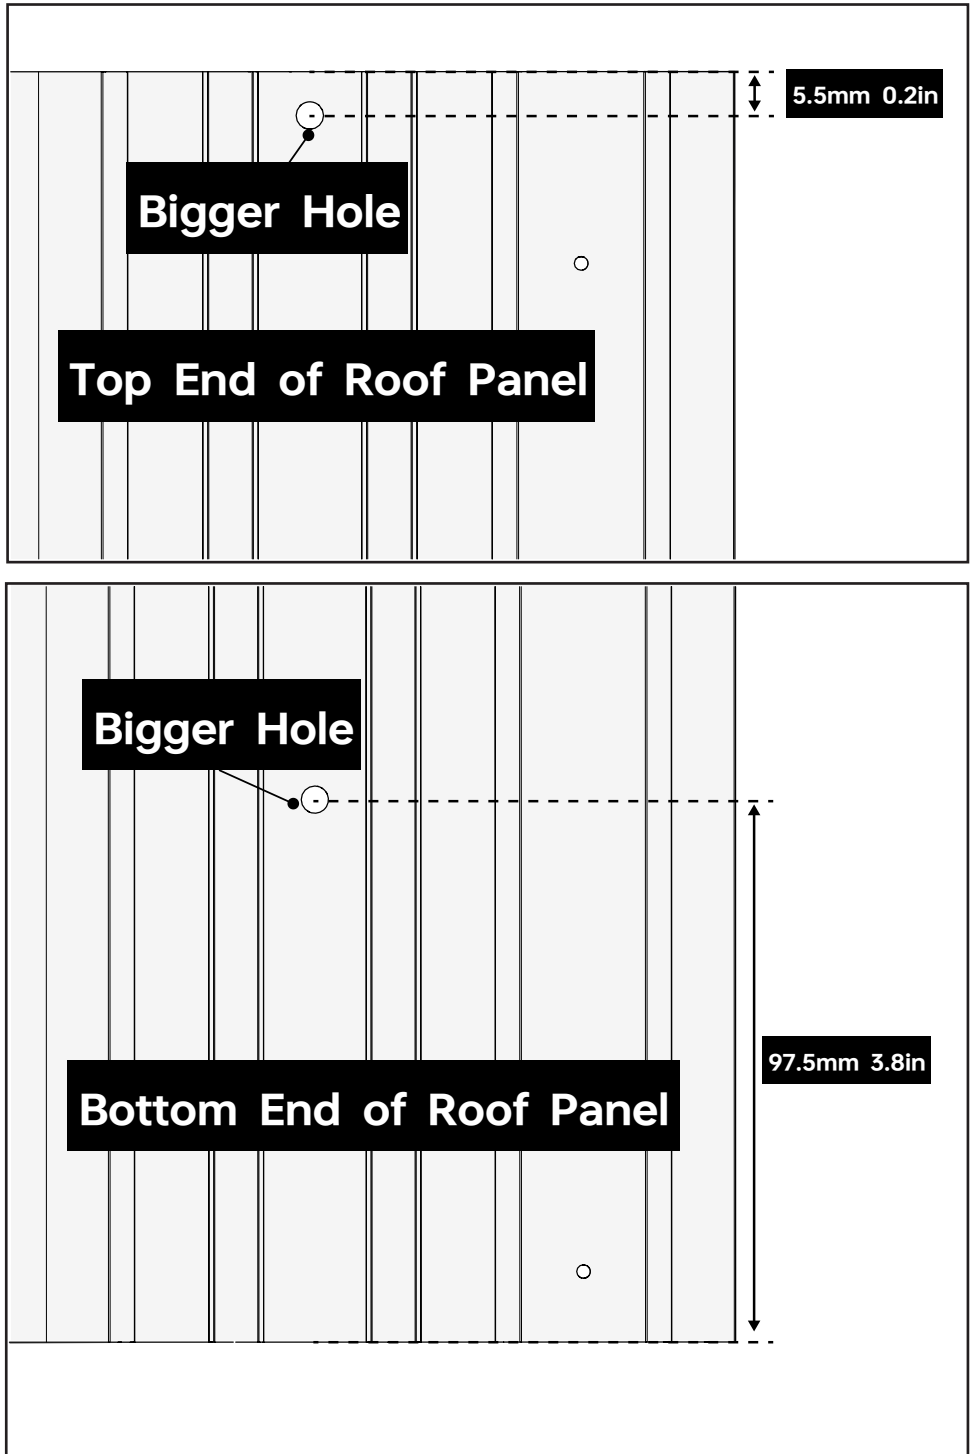 5.5mm 0.2in
Bigger Hole
Top End of Roof Panel
Bigger Hole
97.5mm 3.8in
Bottom End of Roof Panel